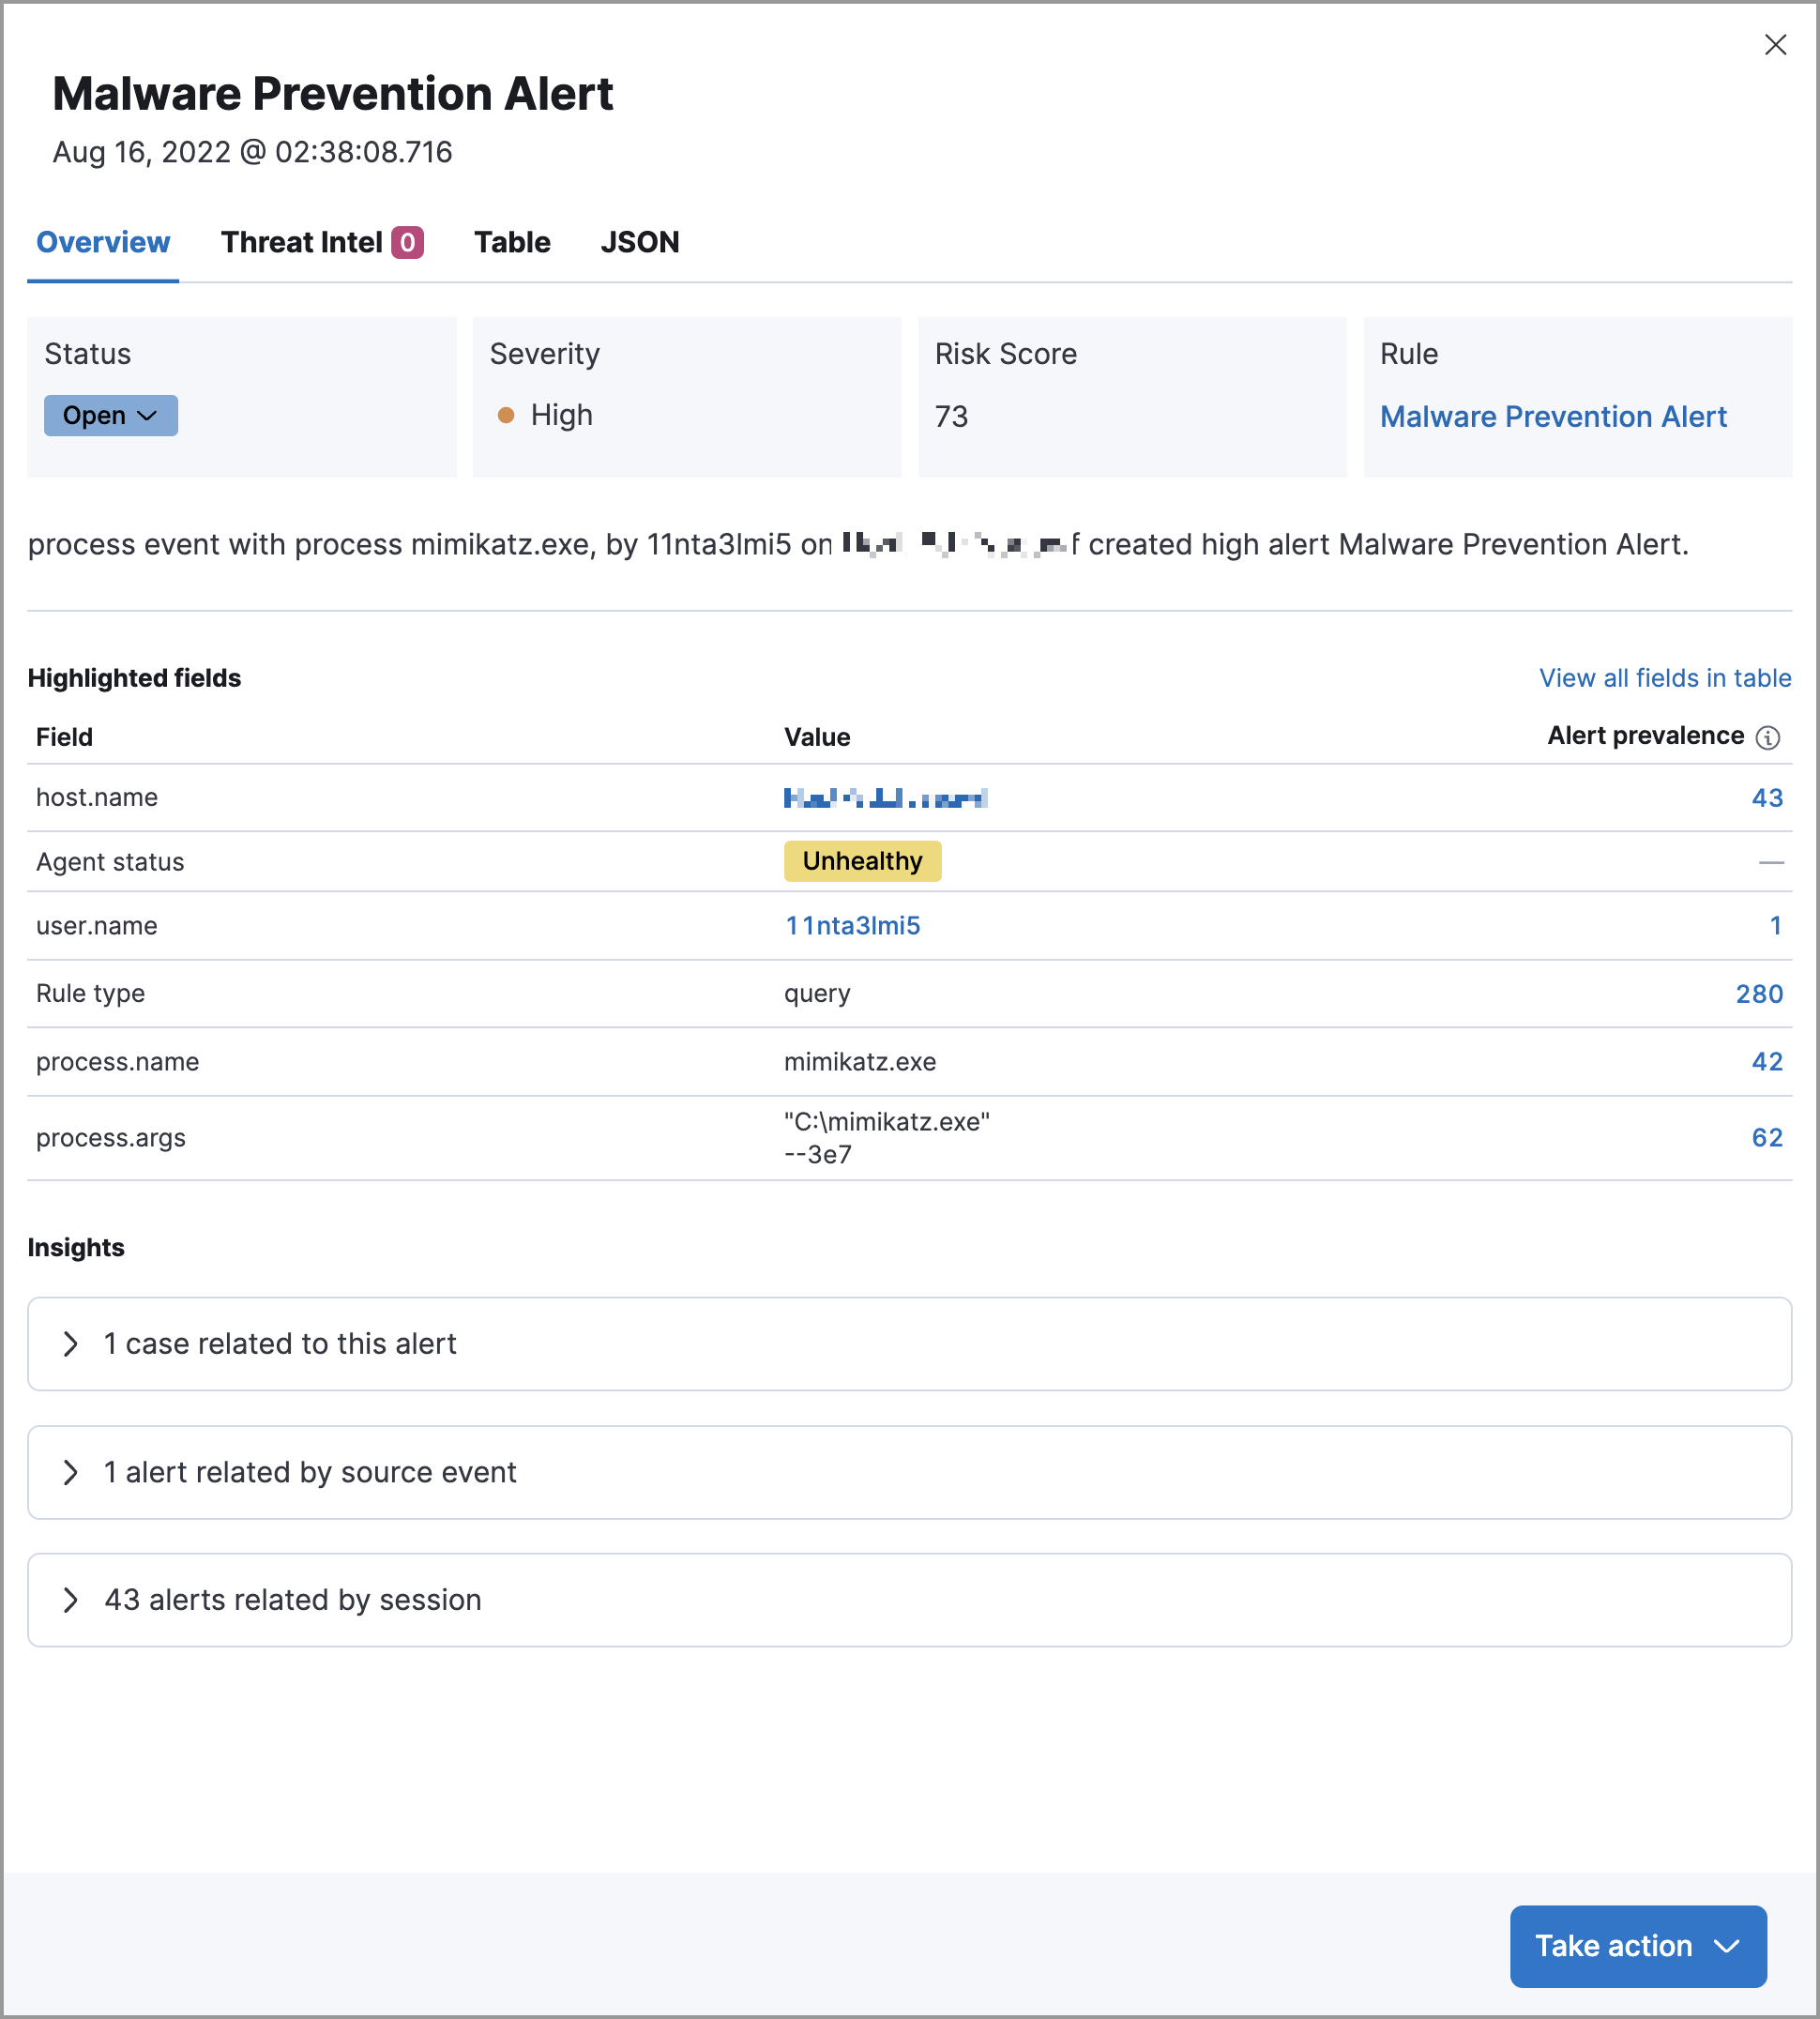 Malware Prevention Alert
Aug 16, 2022 @ 02:38:08.716
Overview Threat Intel 0 Table JSON
Status Severity Risk Score Rule
Open High 73 Malware Prevention Alert
process event with process mimikatz.exe, by 11nta3lmi5 on f created high alert Malware Prevention Alert.
Highlighted fields View all fields in table
Field Value Alert prevalence
host.name 43
Agent status Unhealthy —
user.name 11nta3lmi5 1
Rule type query 280
process.name mimikatz.exe 42
process.args "C:\mimikatz.exe" 62
--3e7
Insights
1 case related to this alert
1 alert related by source event
43 alerts related by session
Take action